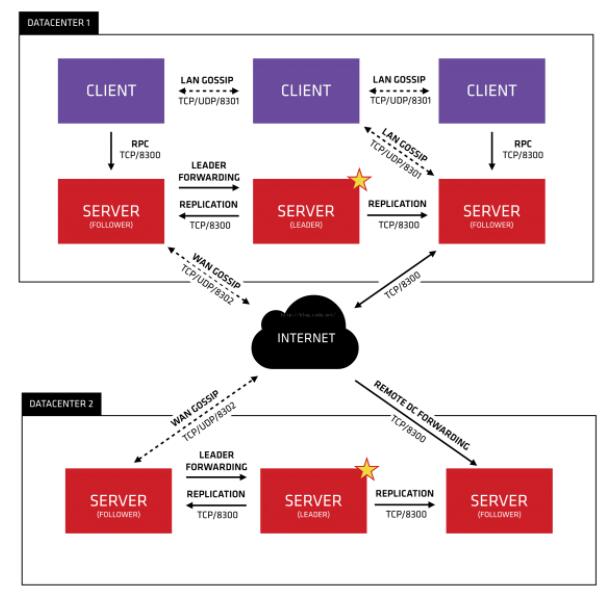 DATACENTER 1
CLIENT
LAN GOSSIP
TCP/UDP/8301
CLIENT
LAN GOSSIP
TCP/UDP/8301
CLIENT
RPC
TCP/8300
LAN GOSSIP
TCP/UDP/8301
RPC
TCP/8300
SERVER
(FOLLOWER)
LEADER
FORWARDING
REPLICATION
TCP/8300
SERVER
(LEADER)
REPLICATION
TCP/8300
SERVER
(FOLLOWER)
WAN GOSSIP
TCP/UDP/8302
TCP/8300
INTERNET
DATACENTER 2
WAN GOSSIP
TCP/UDP/8302
REMOTE DC FORWARDING
TCP/8300
SERVER
(FOLLOWER)
LEADER
FORWARDING
REPLICATION
TCP/8300
SERVER
(LEADER)
REPLICATION
TCP/8300
SERVER
(FOLLOWER)